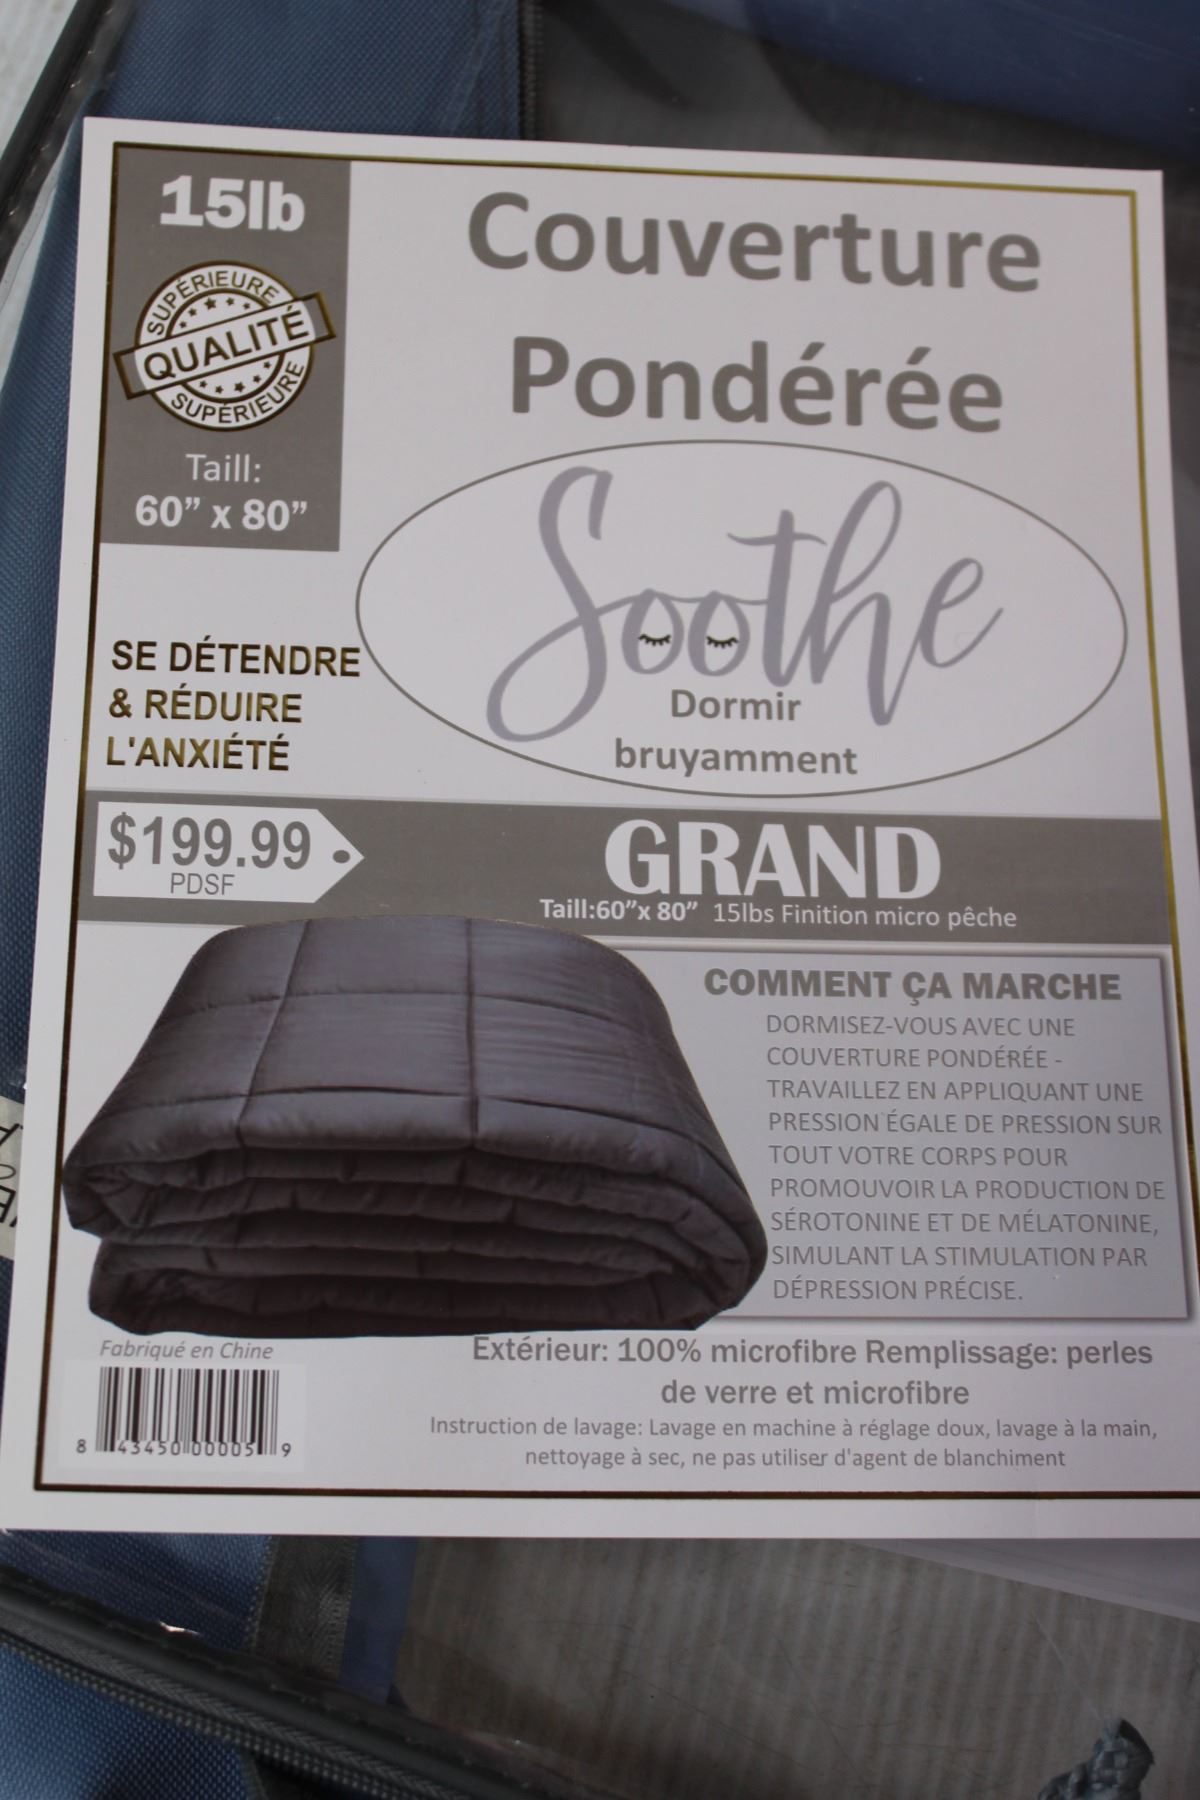 15lb
SUPÉRIEURE
QUALITÉ
SUPÉRIEURE
Taill:
60” x 80”
Couverture
Pondérée
Soothe
Dormir
bruyamment
SE DÉTENDRE
& RÉDUIRE
L'ANXIÉTÉ
$199.99
PDSF
GRAND
Taill:60”x 80” 15lbs Finition micro pêche
COMMENT ÇA MARCHE
DORMISEZ-VOUS AVEC UNE
COUVERTURE PONDÉRÉE -
TRAVAILLEZ EN APPLIQUANT UNE
PRESSION ÉGALE DE PRESSION SUR
TOUT VOTRE CORPS POUR
PROMOUVOIR LA PRODUCTION DE
SÉROTONINE ET DE MÉLATONINE,
SIMULANT LA STIMULATION PAR
DÉPRESSION PRÉCISE.
Fabriqué en Chine
8 43450 00005 9
Extérieur: 100% microfibre Remplissage: perles
de verre et microfibre
Instruction de lavage: Lavage en machine à réglage doux, lavage à la main,
nettoyage à sec, ne pas utiliser d'agent de blanchiment